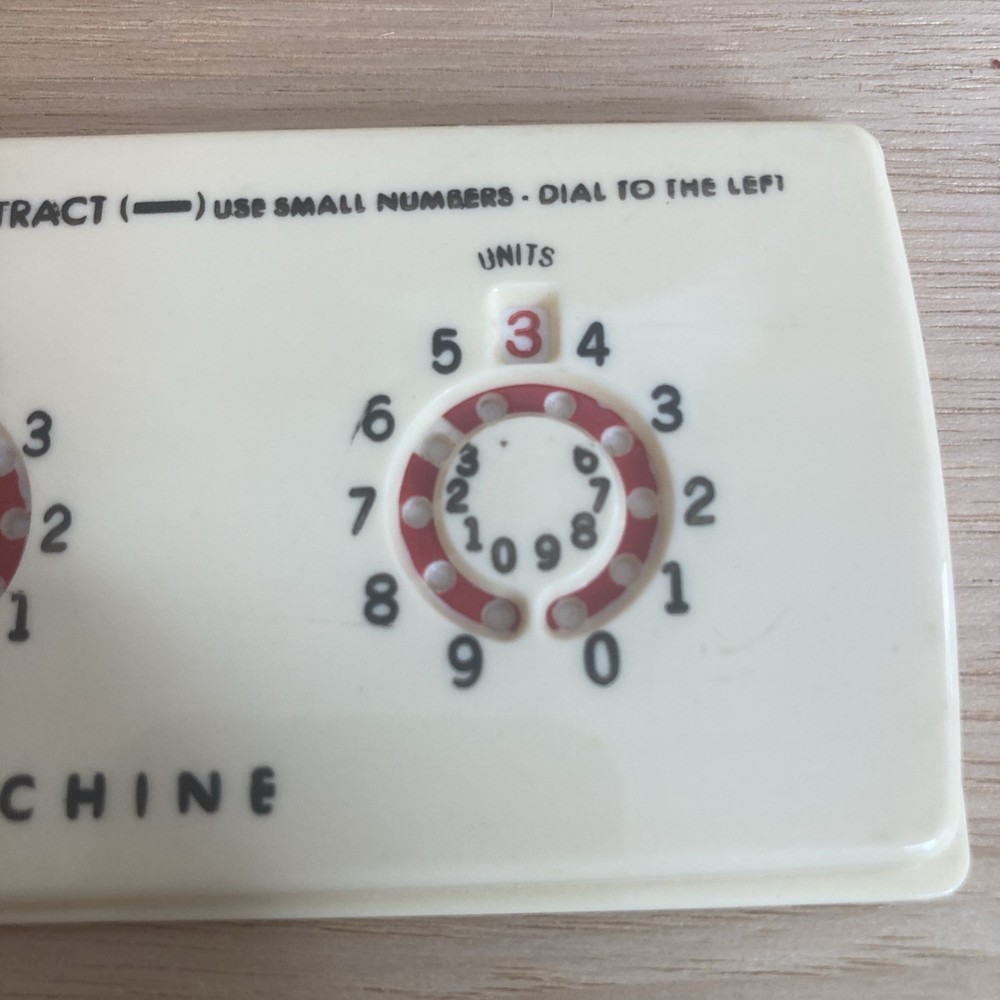 TRACT (—) USE SMALL NUMBERS · DIAL TO THE LEFT
UNITS
5 3 4
6 3
7 2
8 1
9 0
3 6
2 7
1 8
0 9
3
2
1
CHINE